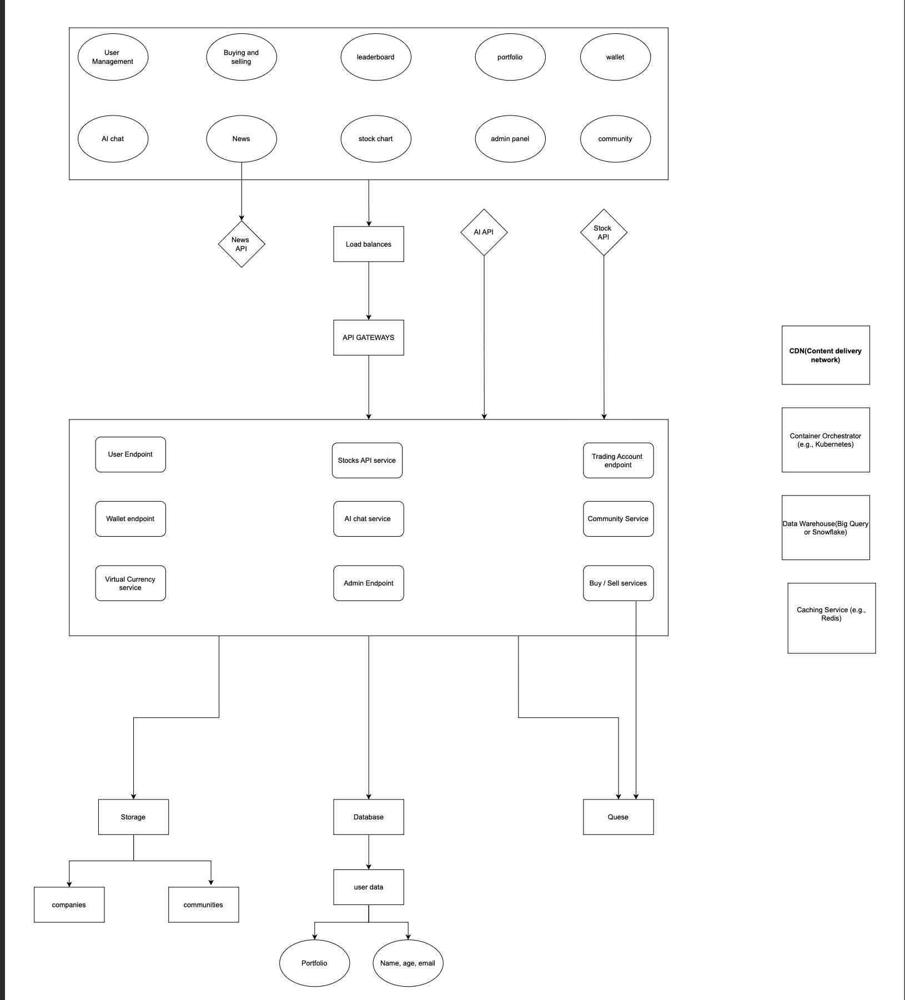 User
Management
Buying and
selling
leaderboard
portfolio
wallet
AI chat
News
stock chart
admin panel
community
News
API
Load balances
AI API
Stock
API
API GATEWAYS
CDN(Content delivery
network)
Container Orchestrator
(e.g., Kubernetes)
Data Warehouse(Big Query
or Snowflake)
Caching Service (e.g.,
Redis)
User Endpoint
Stocks API service
Trading Account
endpoint
Wallet endpoint
AI chat service
Community Service
Virtual Currency
service
Admin Endpoint
Buy / Sell services
Storage
Database
Quese
companies
communities
user data
Portfolio
Name, age, email